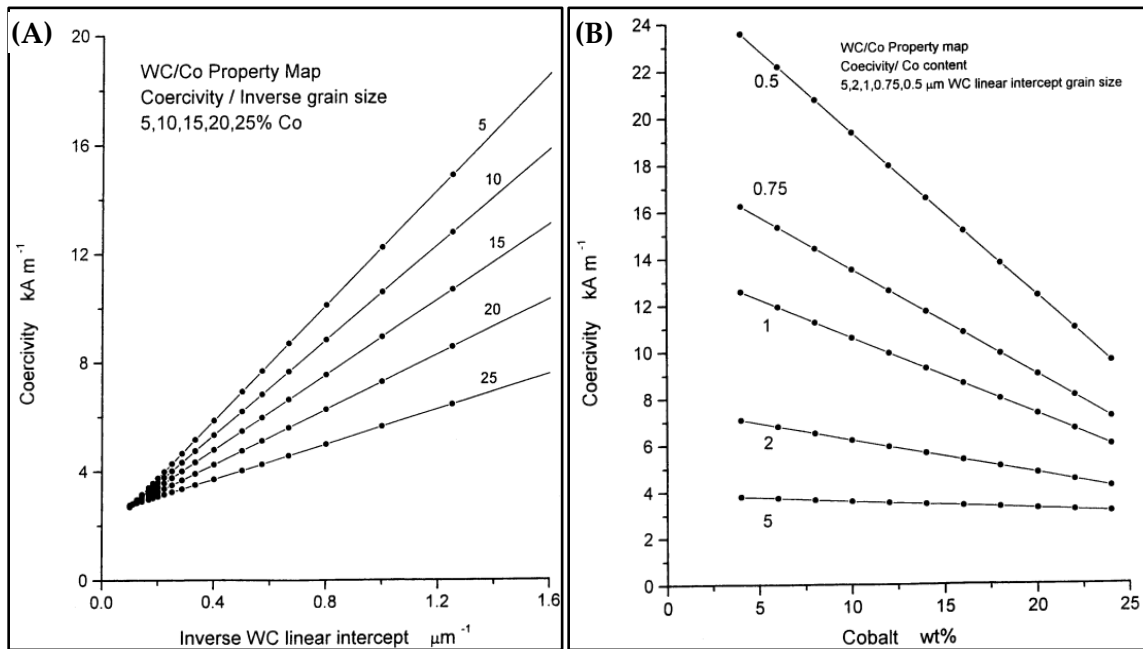 (A)
WC/Co Property Map
Coercivity / Inverse grain size
5,10,15,20,25% Co
20
16
12
8
4
0
Coercivity kA m⁻¹
5
10
15
20
25
0.0 0.4 0.8 1.2 1.6
Inverse WC linear intercept μm⁻¹
(B)
WC/Co Property map
Coecivity/ Co content
5,2,1,0.75,0.5 μm WC linear intercept grain size
24
22
20
18
16
14
12
10
8
6
4
2
0
Coercivity kA m⁻¹
0.5
0.75
1
2
5
0 5 10 15 20 25
Cobalt wt%